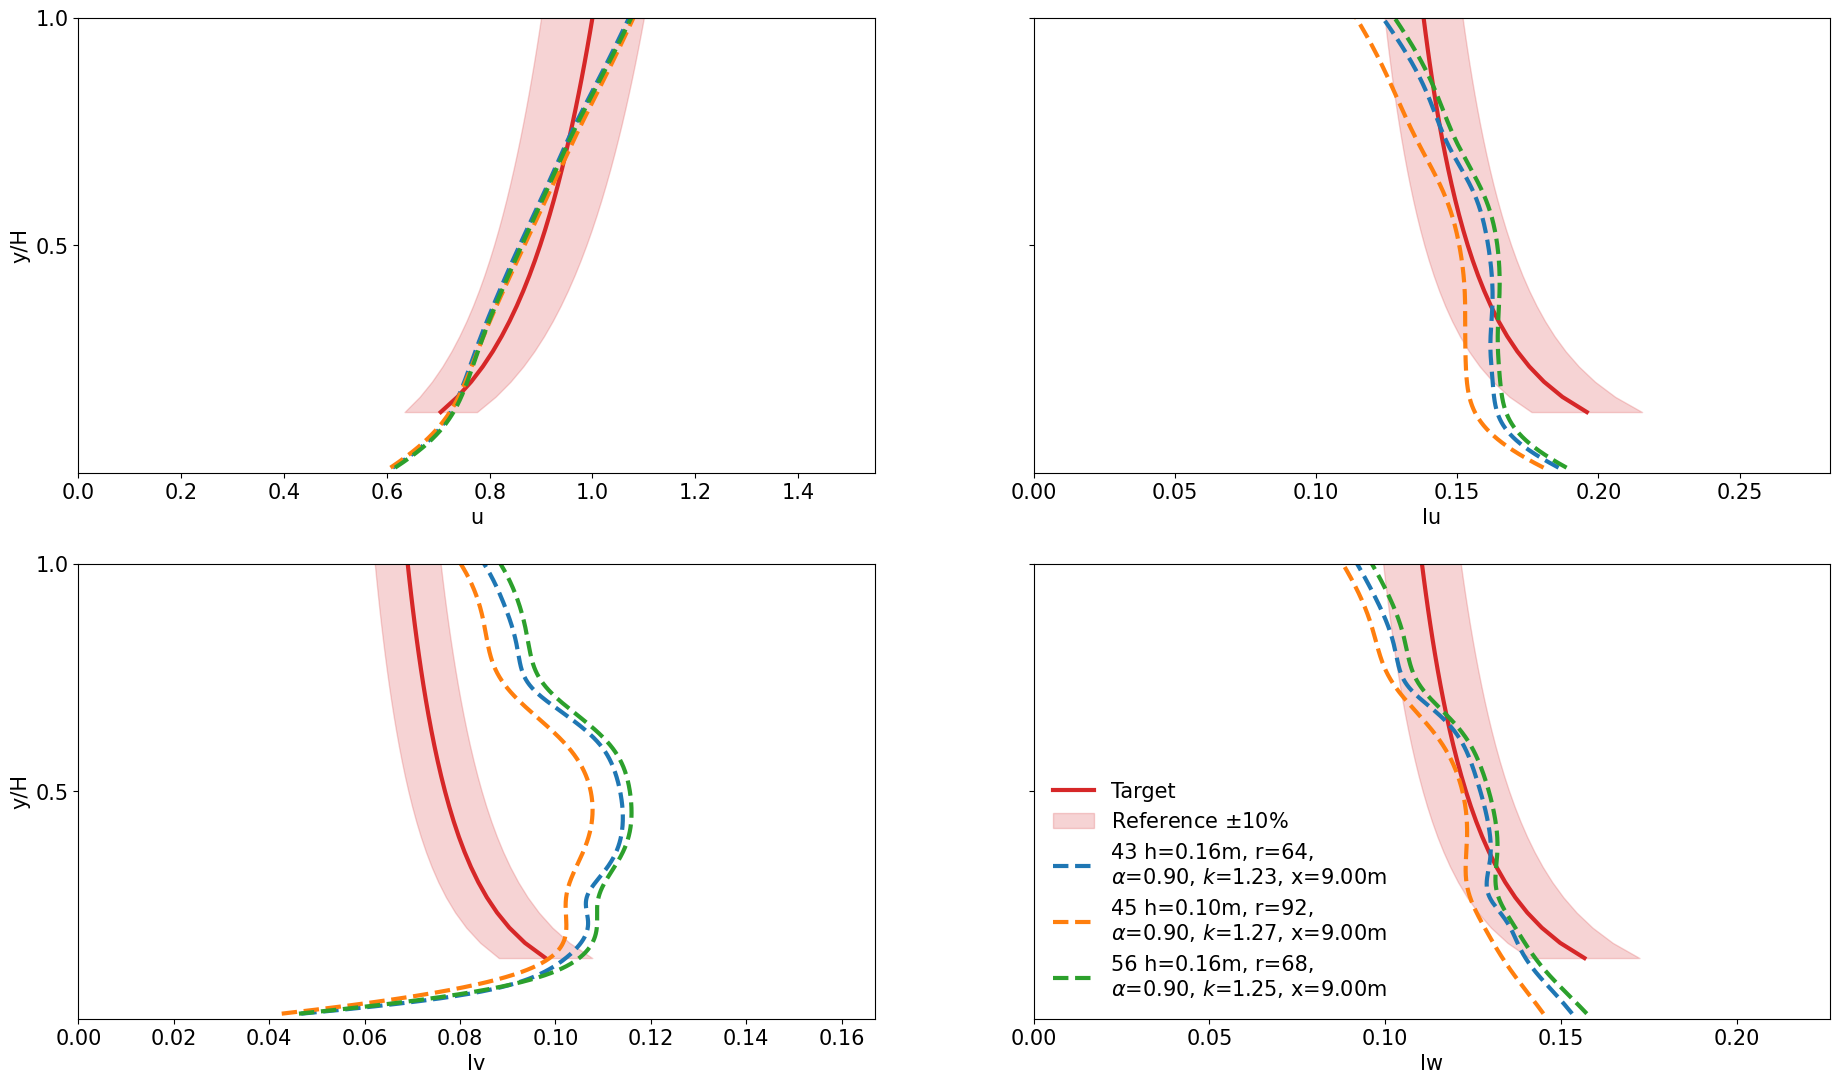 1.0
0.5
y/H
0.0 0.2 0.4 0.6 0.8 1.0 1.2 1.4
u
0.00 0.05 0.10 0.15 0.20 0.25
Iu
1.0
0.5
y/H
0.00 0.02 0.04 0.06 0.08 0.10 0.12 0.14 0.16
Iv
Target
Reference ±10%
43 h=0.16m, r=64,
α=0.90, k=1.23, x=9.00m
45 h=0.10m, r=92,
α=0.90, k=1.27, x=9.00m
56 h=0.16m, r=68,
α=0.90, k=1.25, x=9.00m
0.00 0.05 0.10 0.15 0.20
Iw